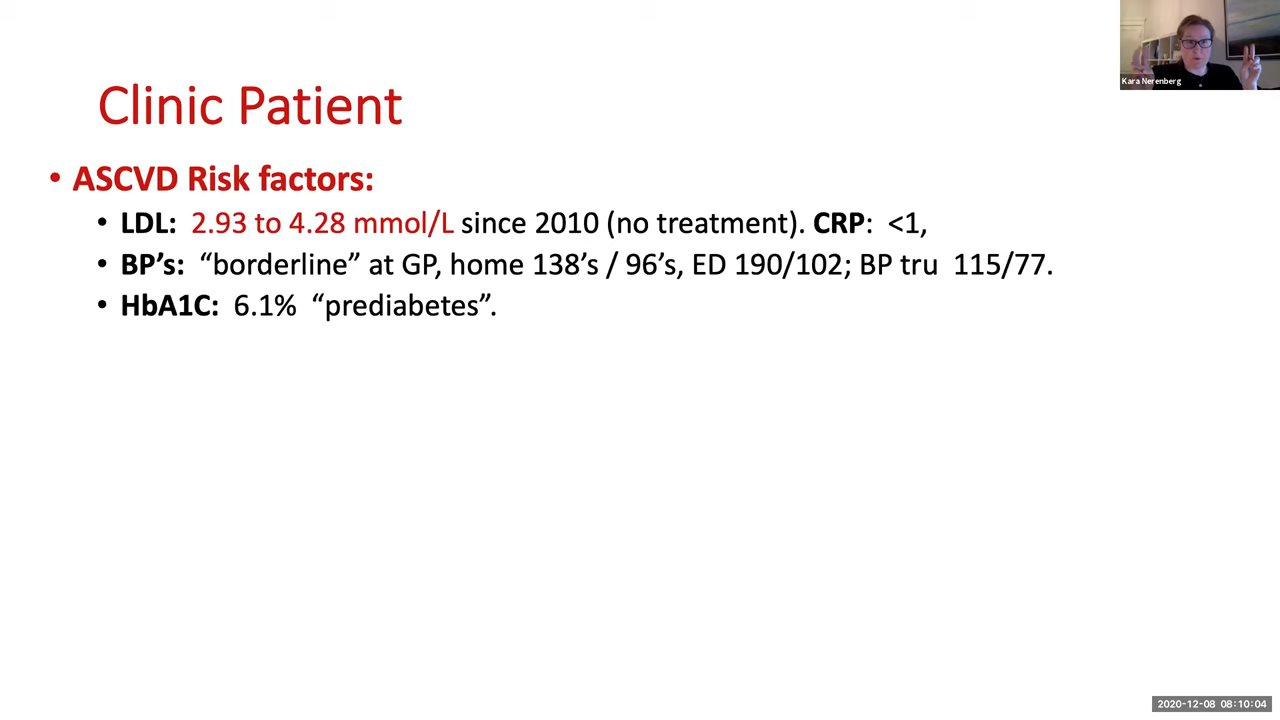 Kara Nerenberg
Clinic Patient
• ASCVD Risk factors:
• LDL: 2.93 to 4.28 mmol/L since 2010 (no treatment). CRP: <1,
• BP’s: “borderline” at GP, home 138’s / 96’s, ED 190/102; BP tru 115/77.
• HbA1C: 6.1% “prediabetes”.
2020-12-08 08:10:04